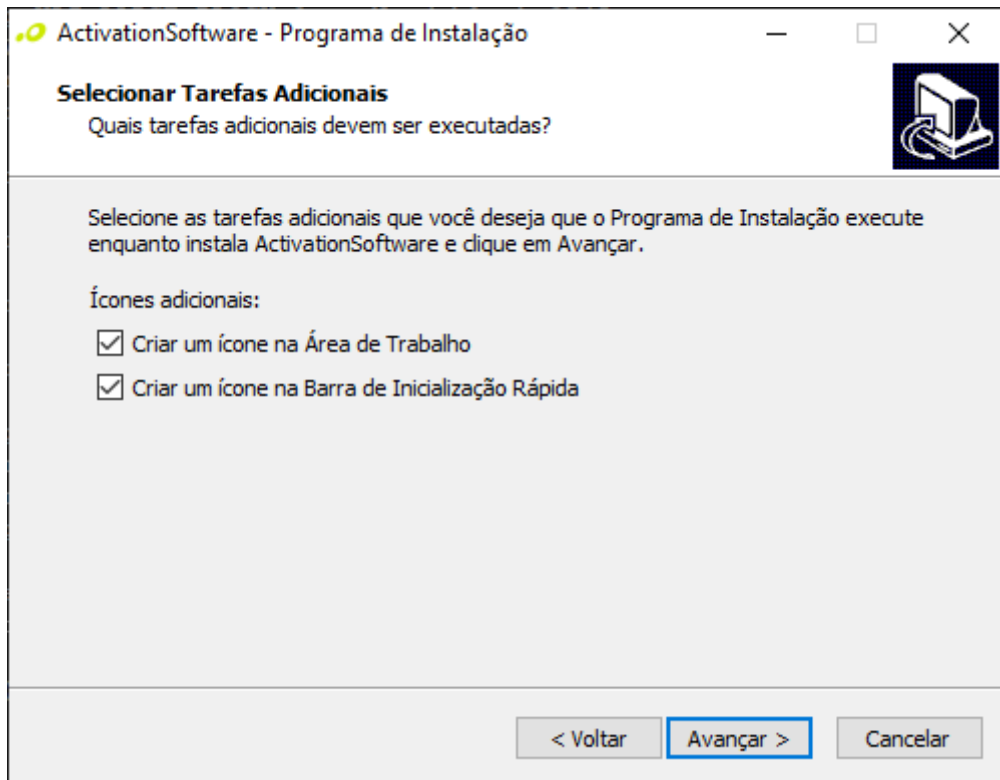 ActivationSoftware - Programa de Instalação
Selecionar Tarefas Adicionais
Quais tarefas adicionais devem ser executadas?
Selecione as tarefas adicionais que você deseja que o Programa de Instalação execute
enquanto instala ActivationSoftware e clique em Avançar.
Ícones adicionais:
Criar um ícone na Área de Trabalho
Criar um ícone na Barra de Inicialização Rápida
< Voltar
Avançar >
Cancelar